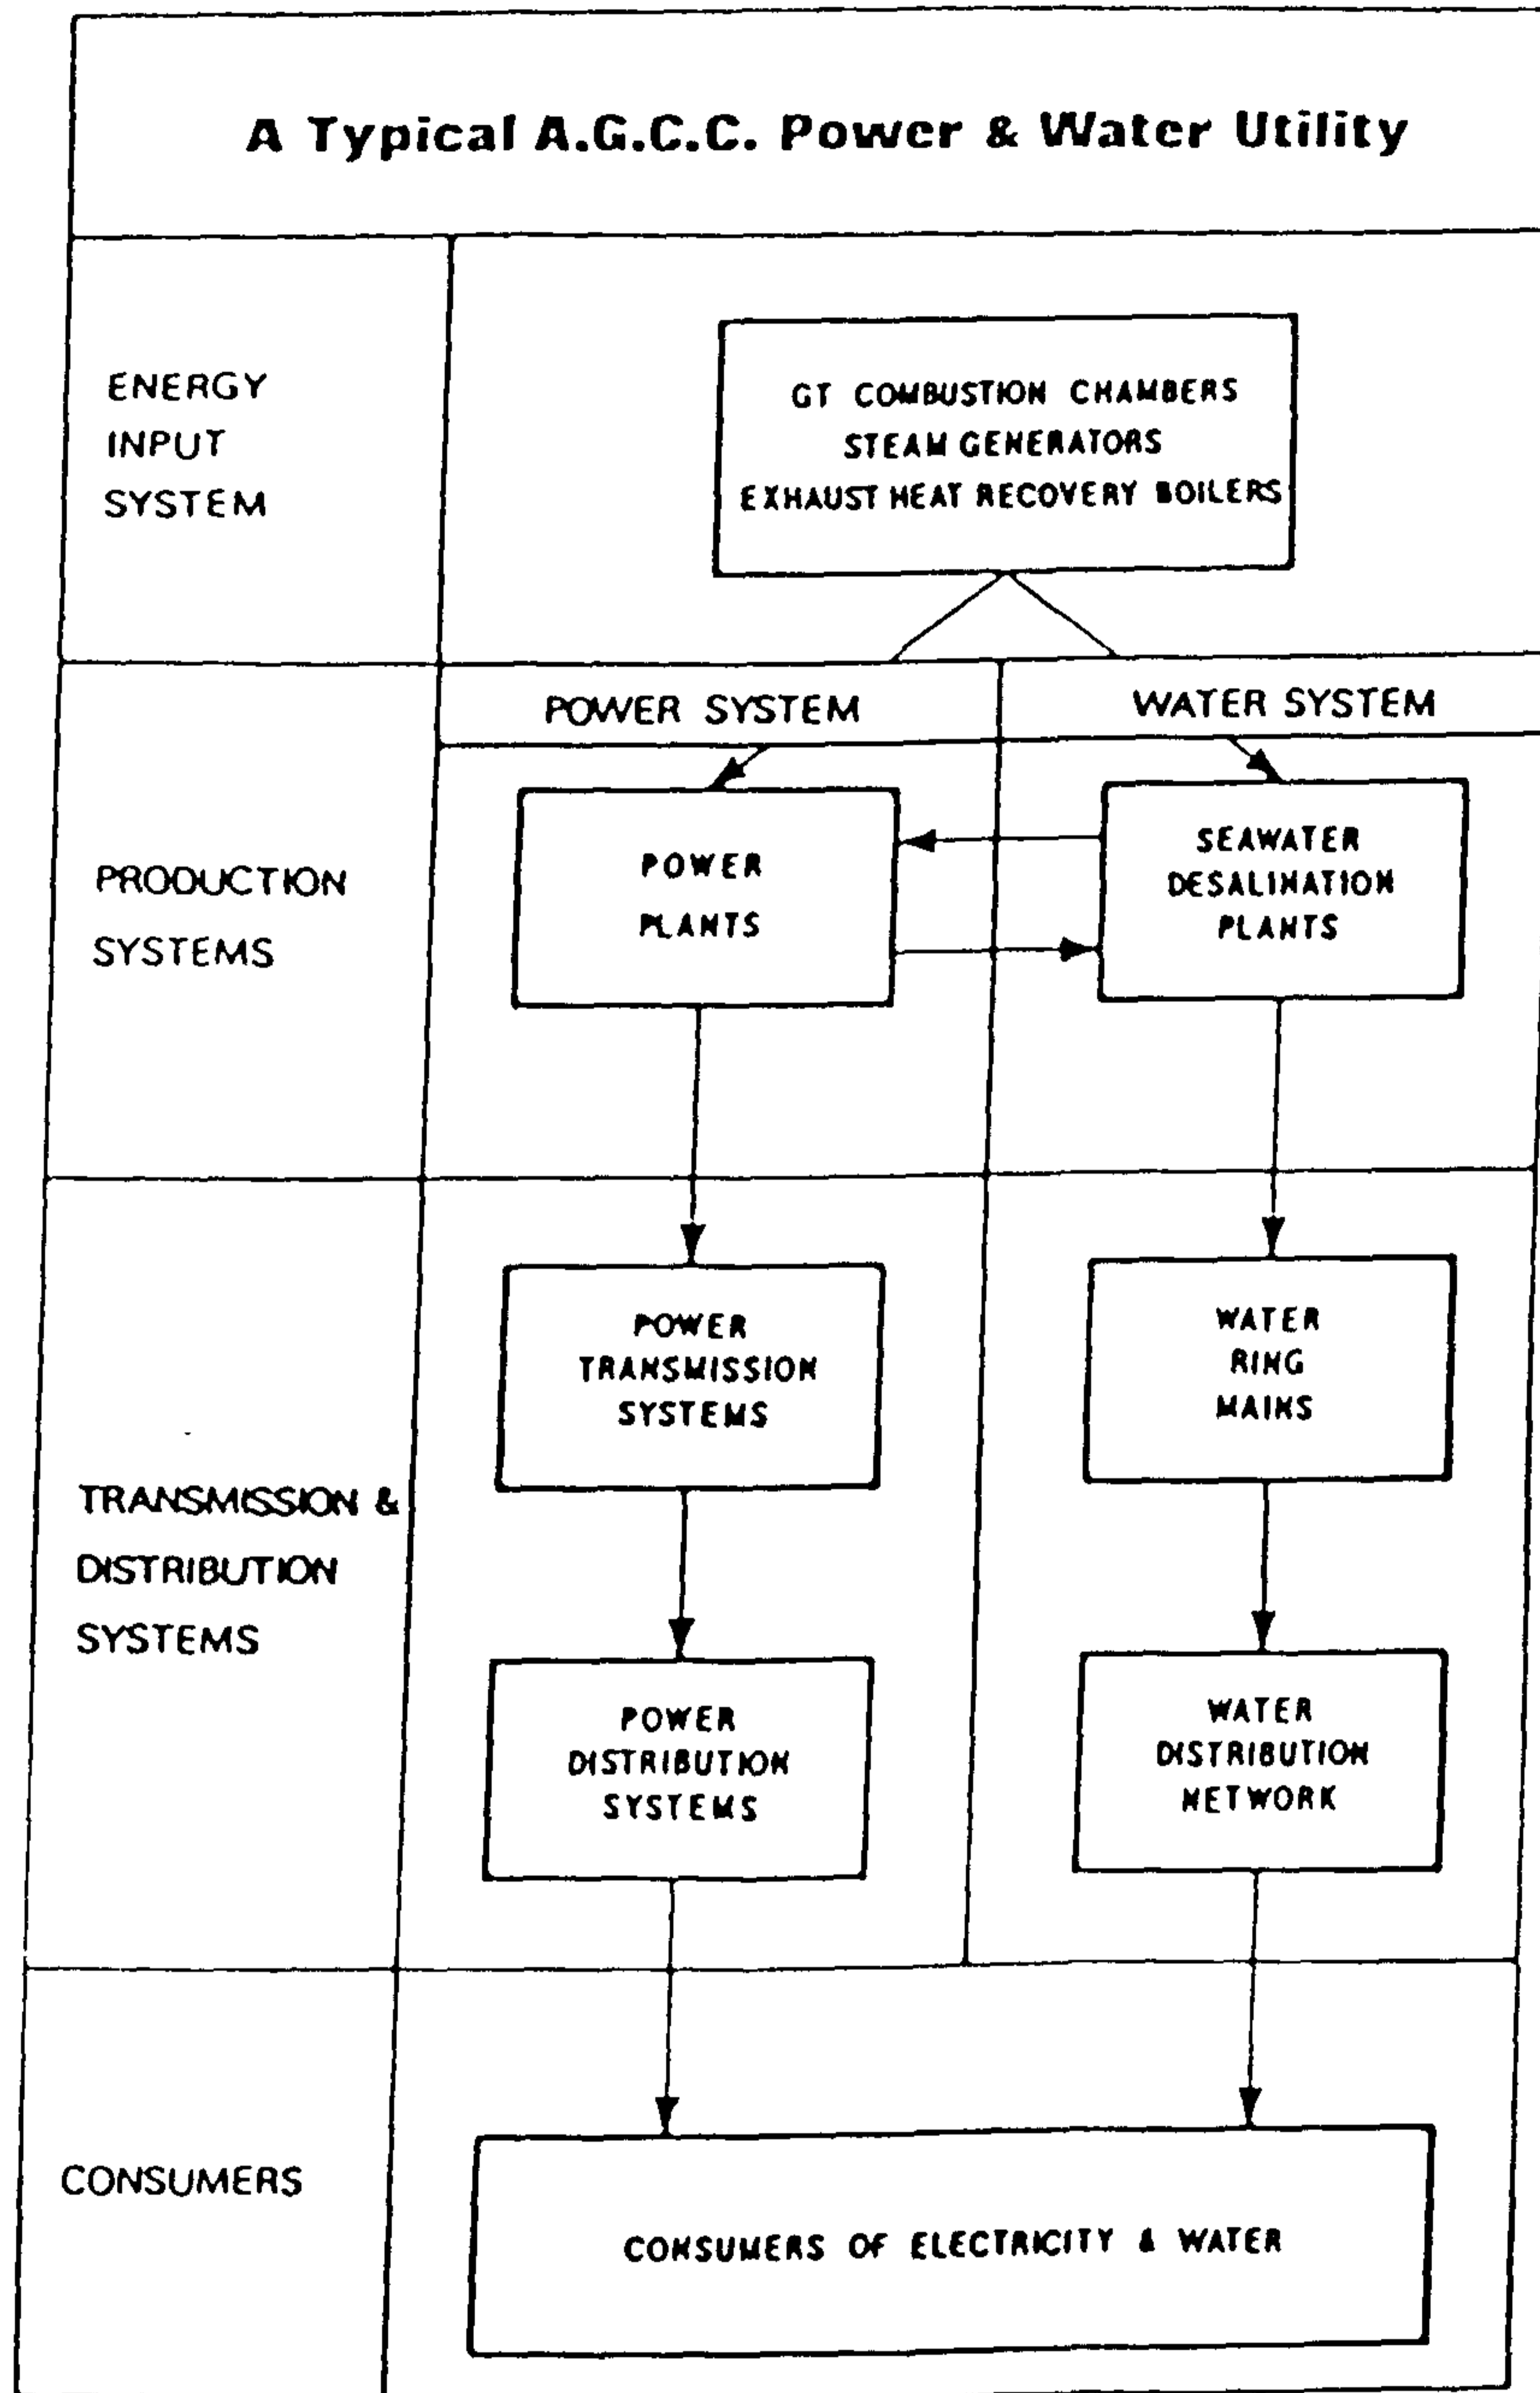 A Typical A.G.C.C. Power & Water Utility
ENERGY
INPUT
SYSTEM
GT COMBUSTION CHAMBERS
STEAM GENERATORS
EXHAUST HEAT RECOVERY BOILERS
POWER SYSTEM
WATER SYSTEM
PRODUCTION
SYSTEMS
POWER
PLANTS
SEAWATER
DESALINATION
PLANTS
TRANSMISSION &
DISTRIBUTION
SYSTEMS
POWER
TRANSMISSION
SYSTEMS
WATER
RING
MAINS
POWER
DISTRIBUTION
SYSTEMS
WATER
DISTRIBUTION
NETWORK
CONSUMERS
CONSUMERS OF ELECTRICITY & WATER